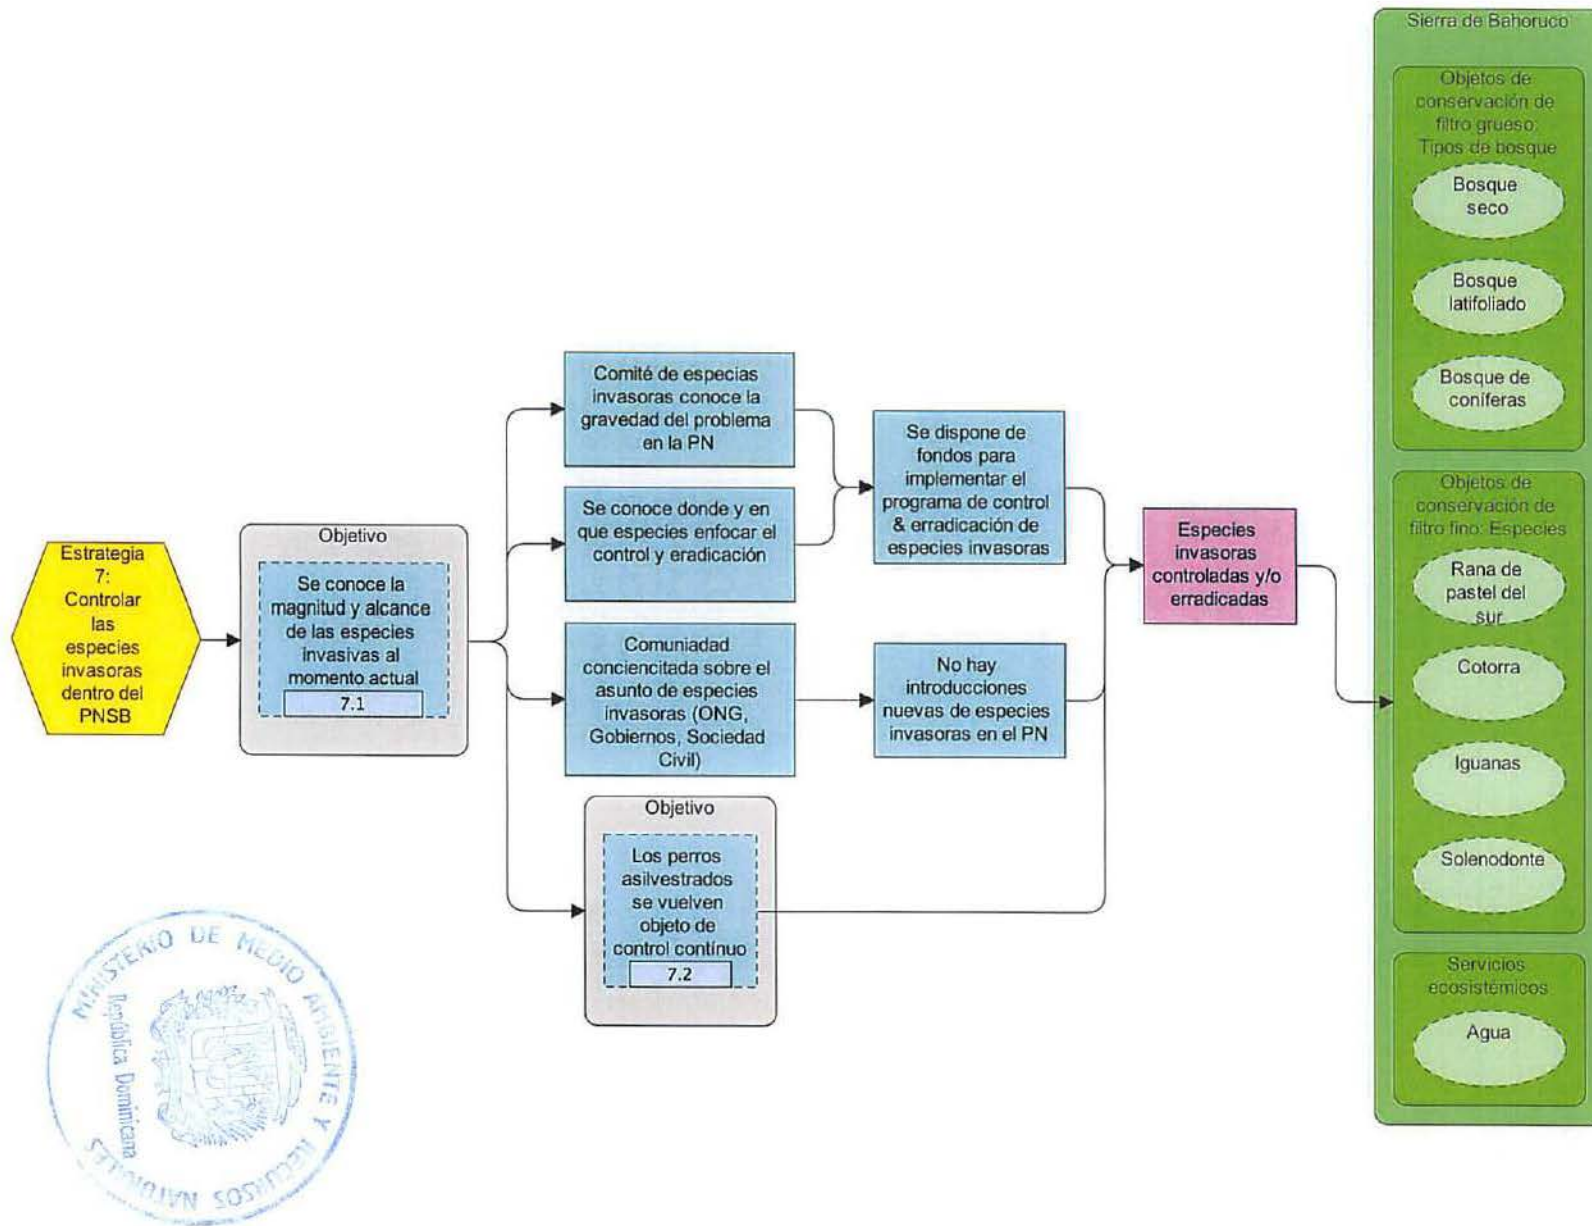 Estrategia
7:
Controlar
las
especies
invasoras
dentro del
PNSB
Objetivo
Se conoce la
magnitud y alcance
de las especies
invasivas al
momento actual
7.1
Comité de especias
invasoras conoce la
gravedad del problema
en la PN
Se conoce donde y en
que especies enfocar el
control y eradicación
Comuniadad
conciencitada sobre el
asunto de especies
invasoras (ONG,
Gobiernos, Sociedad
Civil)
Objetivo
Los perros
asilvestrados
se vuelven
objeto de
control contínuo
7.2
Se dispone de
fondos para
implementar el
programa de control
& erradicación de
especies invasoras
No hay
introducciones
nuevas de especies
invasoras en el PN
Especies
invasoras
controladas y/o
erradicadas
Sierra de Bahoruco
Objetos de
conservación de
filtro grueso:
Tipos de bosque
Bosque
seco
Bosque
latifoliado
Bosque de
coníferas
Objetos de
conservación de
filtro fino: Especies
Rana de
pastel del
sur
Cotorra
Iguanas
Solenodonte
Servicios
ecosistémicos
Agua
MINISTERIO DE MEDIO AMBIENTE Y RECURSOS NATURALES
República Dominicana